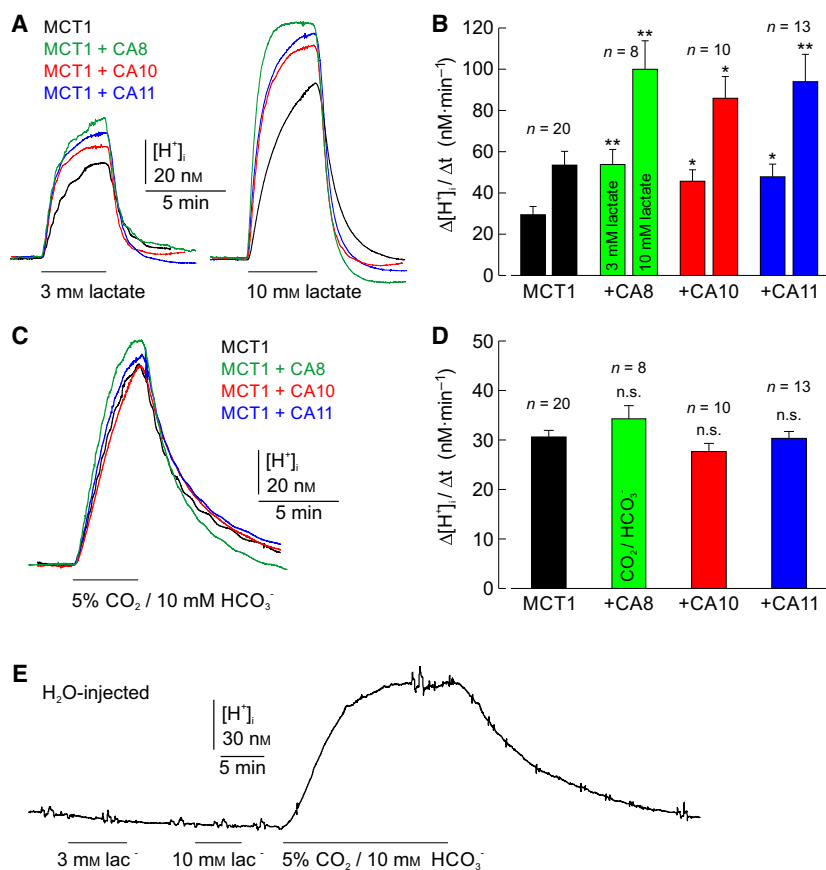 A
MCT1
MCT1 + CA8
MCT1 + CA10
MCT1 + CA11
[H⁺]ᵢ
20 nM
5 min
3 mM lactate
10 mM lactate
B
Δ[H⁺]ᵢ / Δt (nM·min⁻¹)
140
120
100
80
60
40
20
0
n = 20
n = 8
n = 10
n = 13
**
**
*
*
*
**
3 mM lactate
10 mM lactate
MCT1
+CA8
+CA10
+CA11
C
MCT1
MCT1 + CA8
MCT1 + CA10
MCT1 + CA11
[H⁺]ᵢ
20 nM
5 min
5% CO₂ / 10 mM HCO₃⁻
D
Δ[H⁺]ᵢ / Δt (nM·min⁻¹)
50
40
30
20
10
0
n = 20
n = 8
n.s.
n = 10
n.s.
n = 13
n.s.
CO₂ / HCO₃⁻
MCT1
+CA8
+CA10
+CA11
E
H₂O-injected
[H⁺]ᵢ
30 nM
5 min
3 mM lac⁻
10 mM lac⁻
5% CO₂ / 10 mM HCO₃⁻